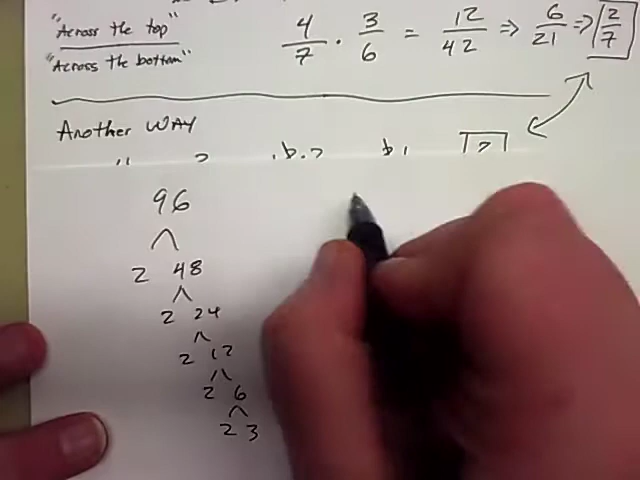 "Across the top"
"Across the bottom"
4/7 · 3/6 = 12/42 ⇒ 6/21 ⇒ 2/7
Another WAY
96
2 48
2 24
2 12
2 6
2 3